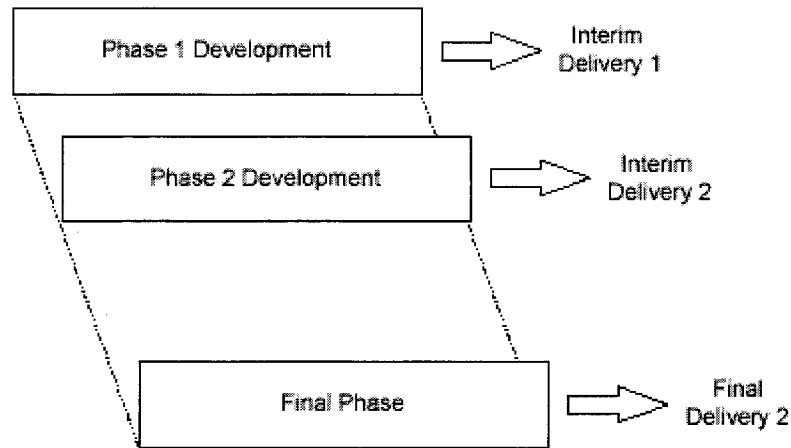 Phase 1 Development
Interim
Delivery 1
Phase 2 Development
Interim
Delivery 2
Final Phase
Final
Delivery 2